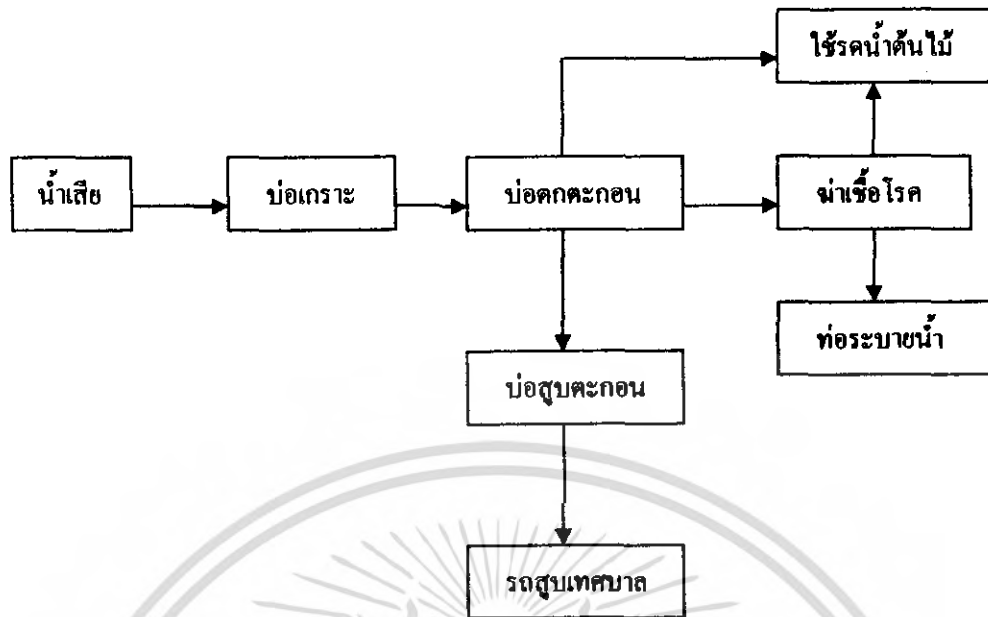 ใช้รดน้ำต้นไม้
น้ำเสีย
บ่อเกราะ
บ่อตกตะกอน
ฆ่าเชื้อโรค
ท่อระบายน้ำ
บ่อสูบตะกอน
รถสูบเทศบาล